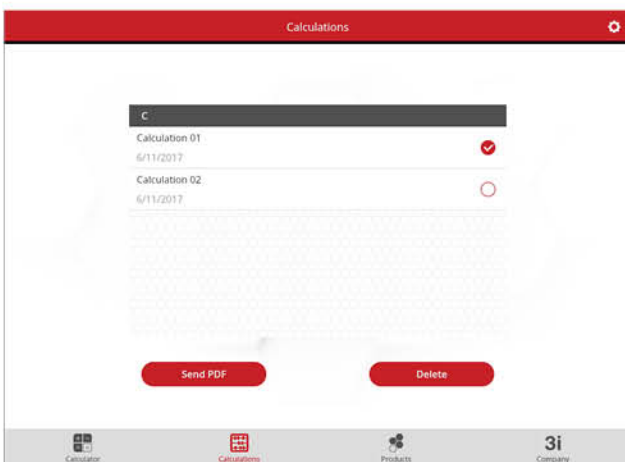 Calculations
C
Calculation 01
6/11/2017
Calculation 02
6/11/2017
Send PDF
Delete
3i
Calculator
Calculations
Products
Company